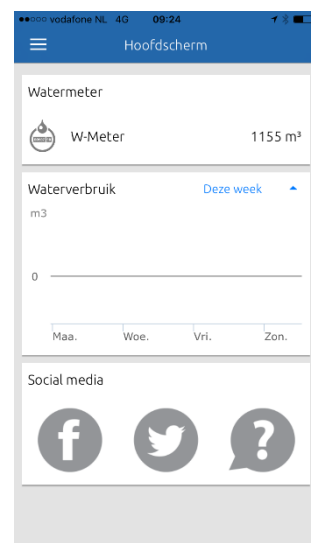 vodafone NL 4G 09:24
Hoofdscherm
Watermeter
W-Meter 1155 m³
Waterverbruik Deze week
m3
0
Maa. Woe. Vri. Zon.
Social media